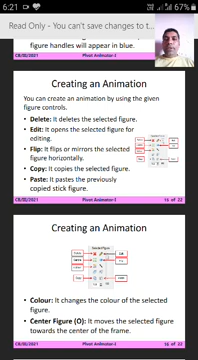 6:21
67%
Read Only - You can't save changes to t...
figure handles will appear in blue.
CB/III/2021 Pivot Animator-I
Creating an Animation
You can create an animation by using the given
figure controls.
• Delete: It deletes the selected figure.
• Edit: It opens the selected figure for
editing.
• Flip: It flips or mirrors the selected
figure horizontally.
• Copy: It copies the selected figure.
• Paste: It pastes the previously
copied stick figure.
CB/III/2021 Pivot Animator-I 16 of 22
Creating an Animation
Selected Figure
• Colour: It changes the colour of the selected
figure.
• Center Figure (O): It moves the selected figure
towards the center of the frame.
CB/III/2021 Pivot Animator-I 16 of 22